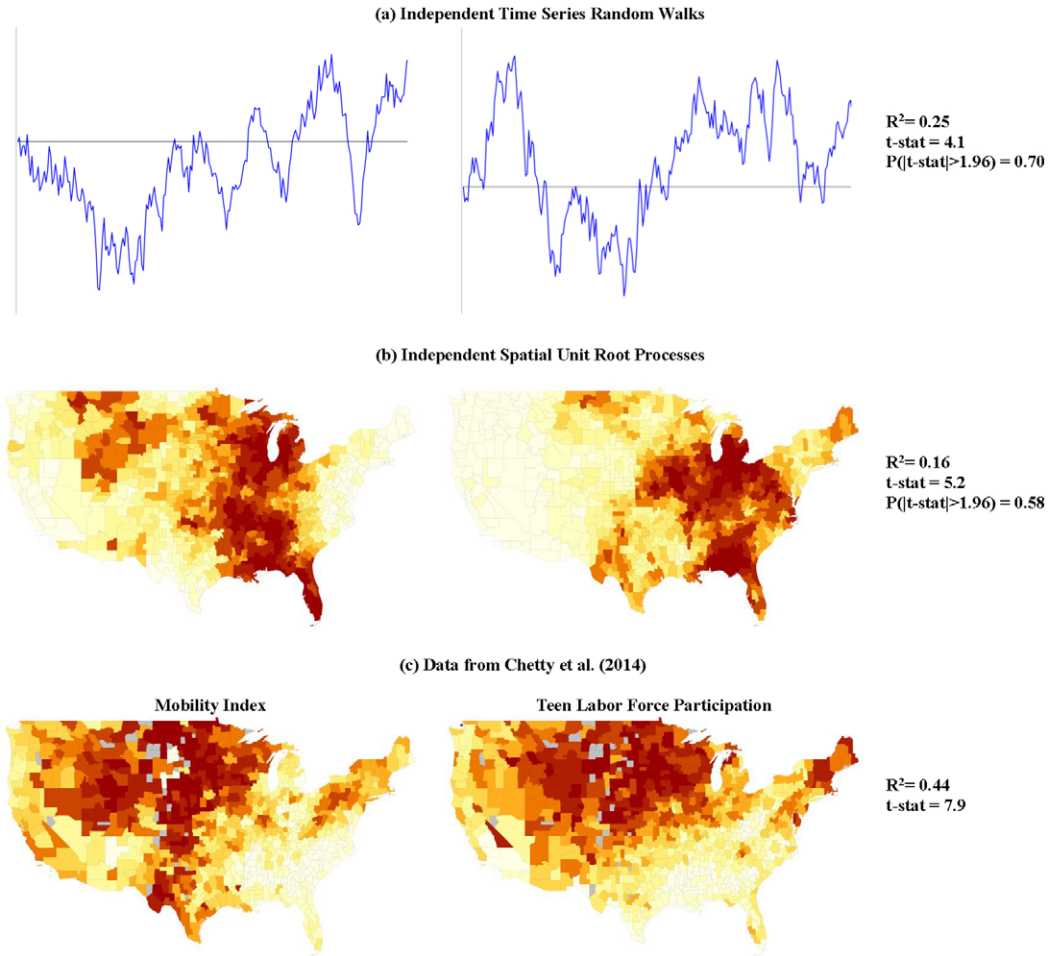 (a) Independent Time Series Random Walks
R²= 0.25
t-stat = 4.1
P(|t-stat|>1.96) = 0.70
(b) Independent Spatial Unit Root Processes
R²= 0.16
t-stat = 5.2
P(|t-stat|>1.96) = 0.58
(c) Data from Chetty et al. (2014)
Mobility Index
Teen Labor Force Participation
R²= 0.44
t-stat = 7.9